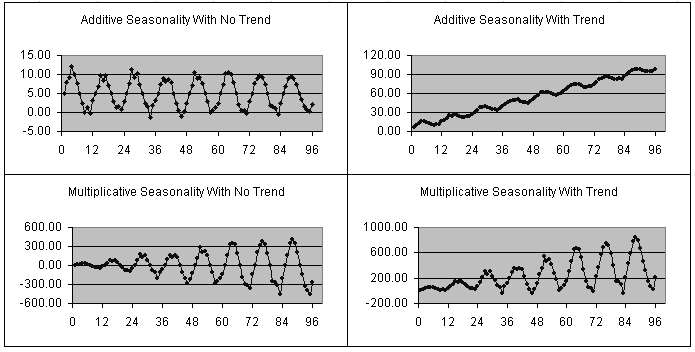 Additive Seasonality With No Trend
15.00
10.00
5.00
0.00
-5.00
0 12 24 36 48 60 72 84 96
Additive Seasonality With Trend
120.00
90.00
60.00
30.00
0.00
0 12 24 36 48 60 72 84 96
Multiplicative Seasonality With No Trend
600.00
300.00
0.00
-300.00
-600.00
0 12 24 36 48 60 72 84 96
Multiplicative Seasonality With Trend
1000.00
600.00
200.00
-200.00
0 12 24 36 48 60 72 84 96